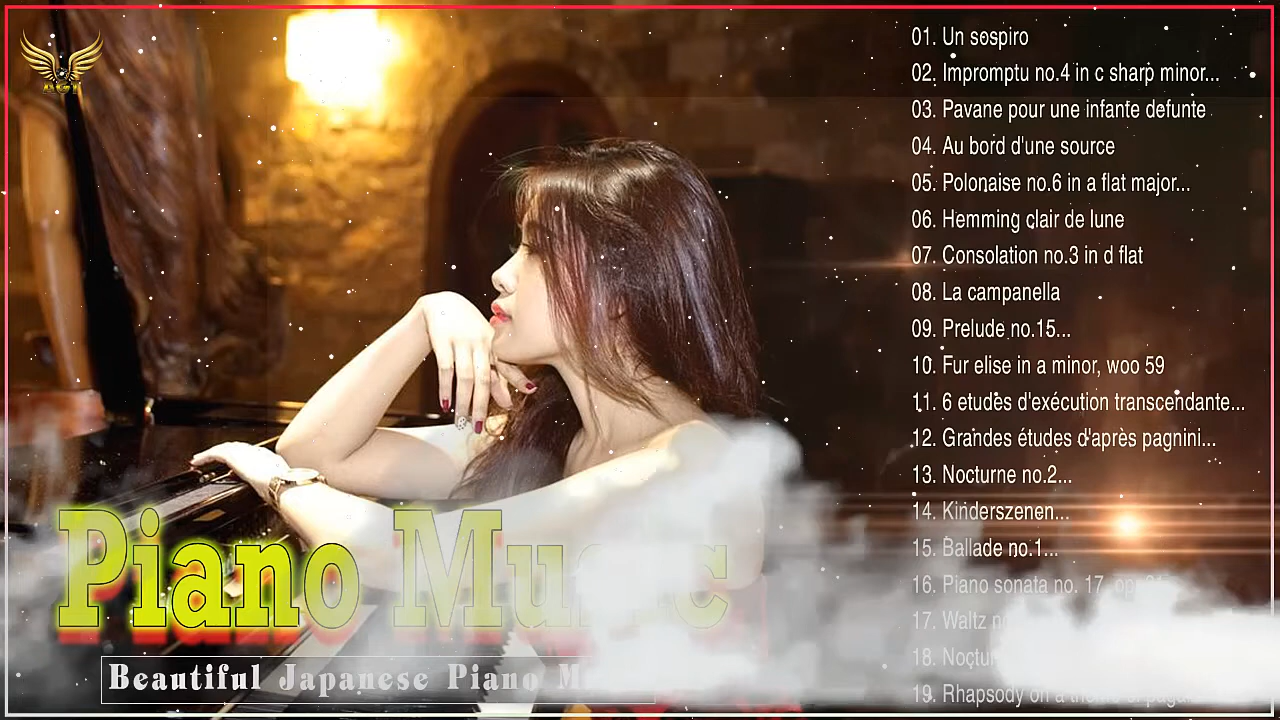 AGT
01. Un sospiro
02. Impromptu no.4 in c sharp minor...
03. Pavane pour une infante defunte
04. Au bord d'une source
05. Polonaise no.6 in a flat major...
06. Hemming clair de lune
07. Consolation no.3 in d flat
08. La campanella
09. Prelude no.15...
10. Fur elise in a minor, woo 59
11. 6 etudes d'exécution transcendante...
12. Grandes études d'après pagnini...
13. Nocturne no.2...
14. Kinderszenen...
15. Ballade no.1...
16. Piano sonata no. 17, op
17. Waltz
18.
19. Rhapsody on a
Piano Music
Beautiful Japanese Piano